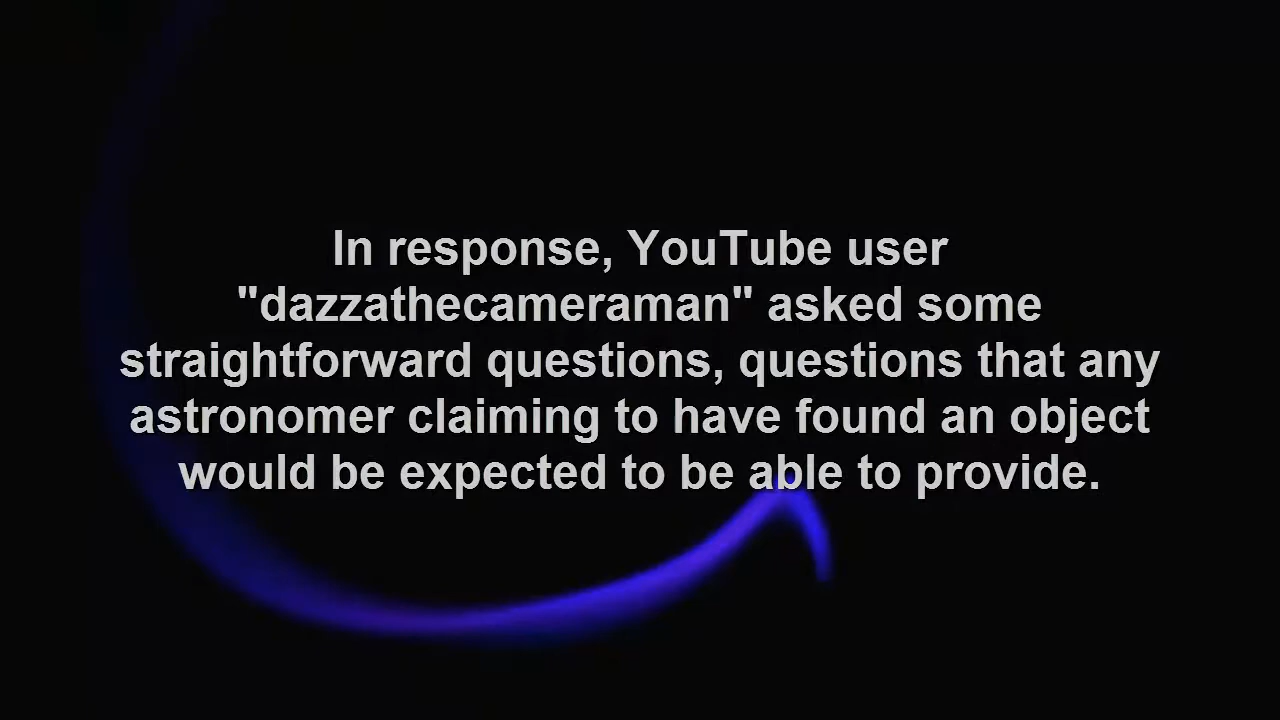 In response, YouTube user
"dazzathecameraman" asked some
straightforward questions, questions that any
astronomer claiming to have found an object
would be expected to be able to provide.